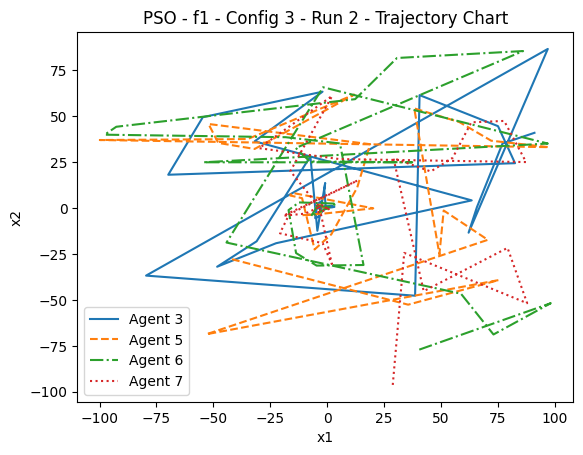 PSO - f1 - Config 3 - Run 2 - Trajectory Chart
x2
75
50
25
0
−25
−50
−75
−100
Agent 3
Agent 5
Agent 6
Agent 7
−100 −75 −50 −25 0 25 50 75 100
x1